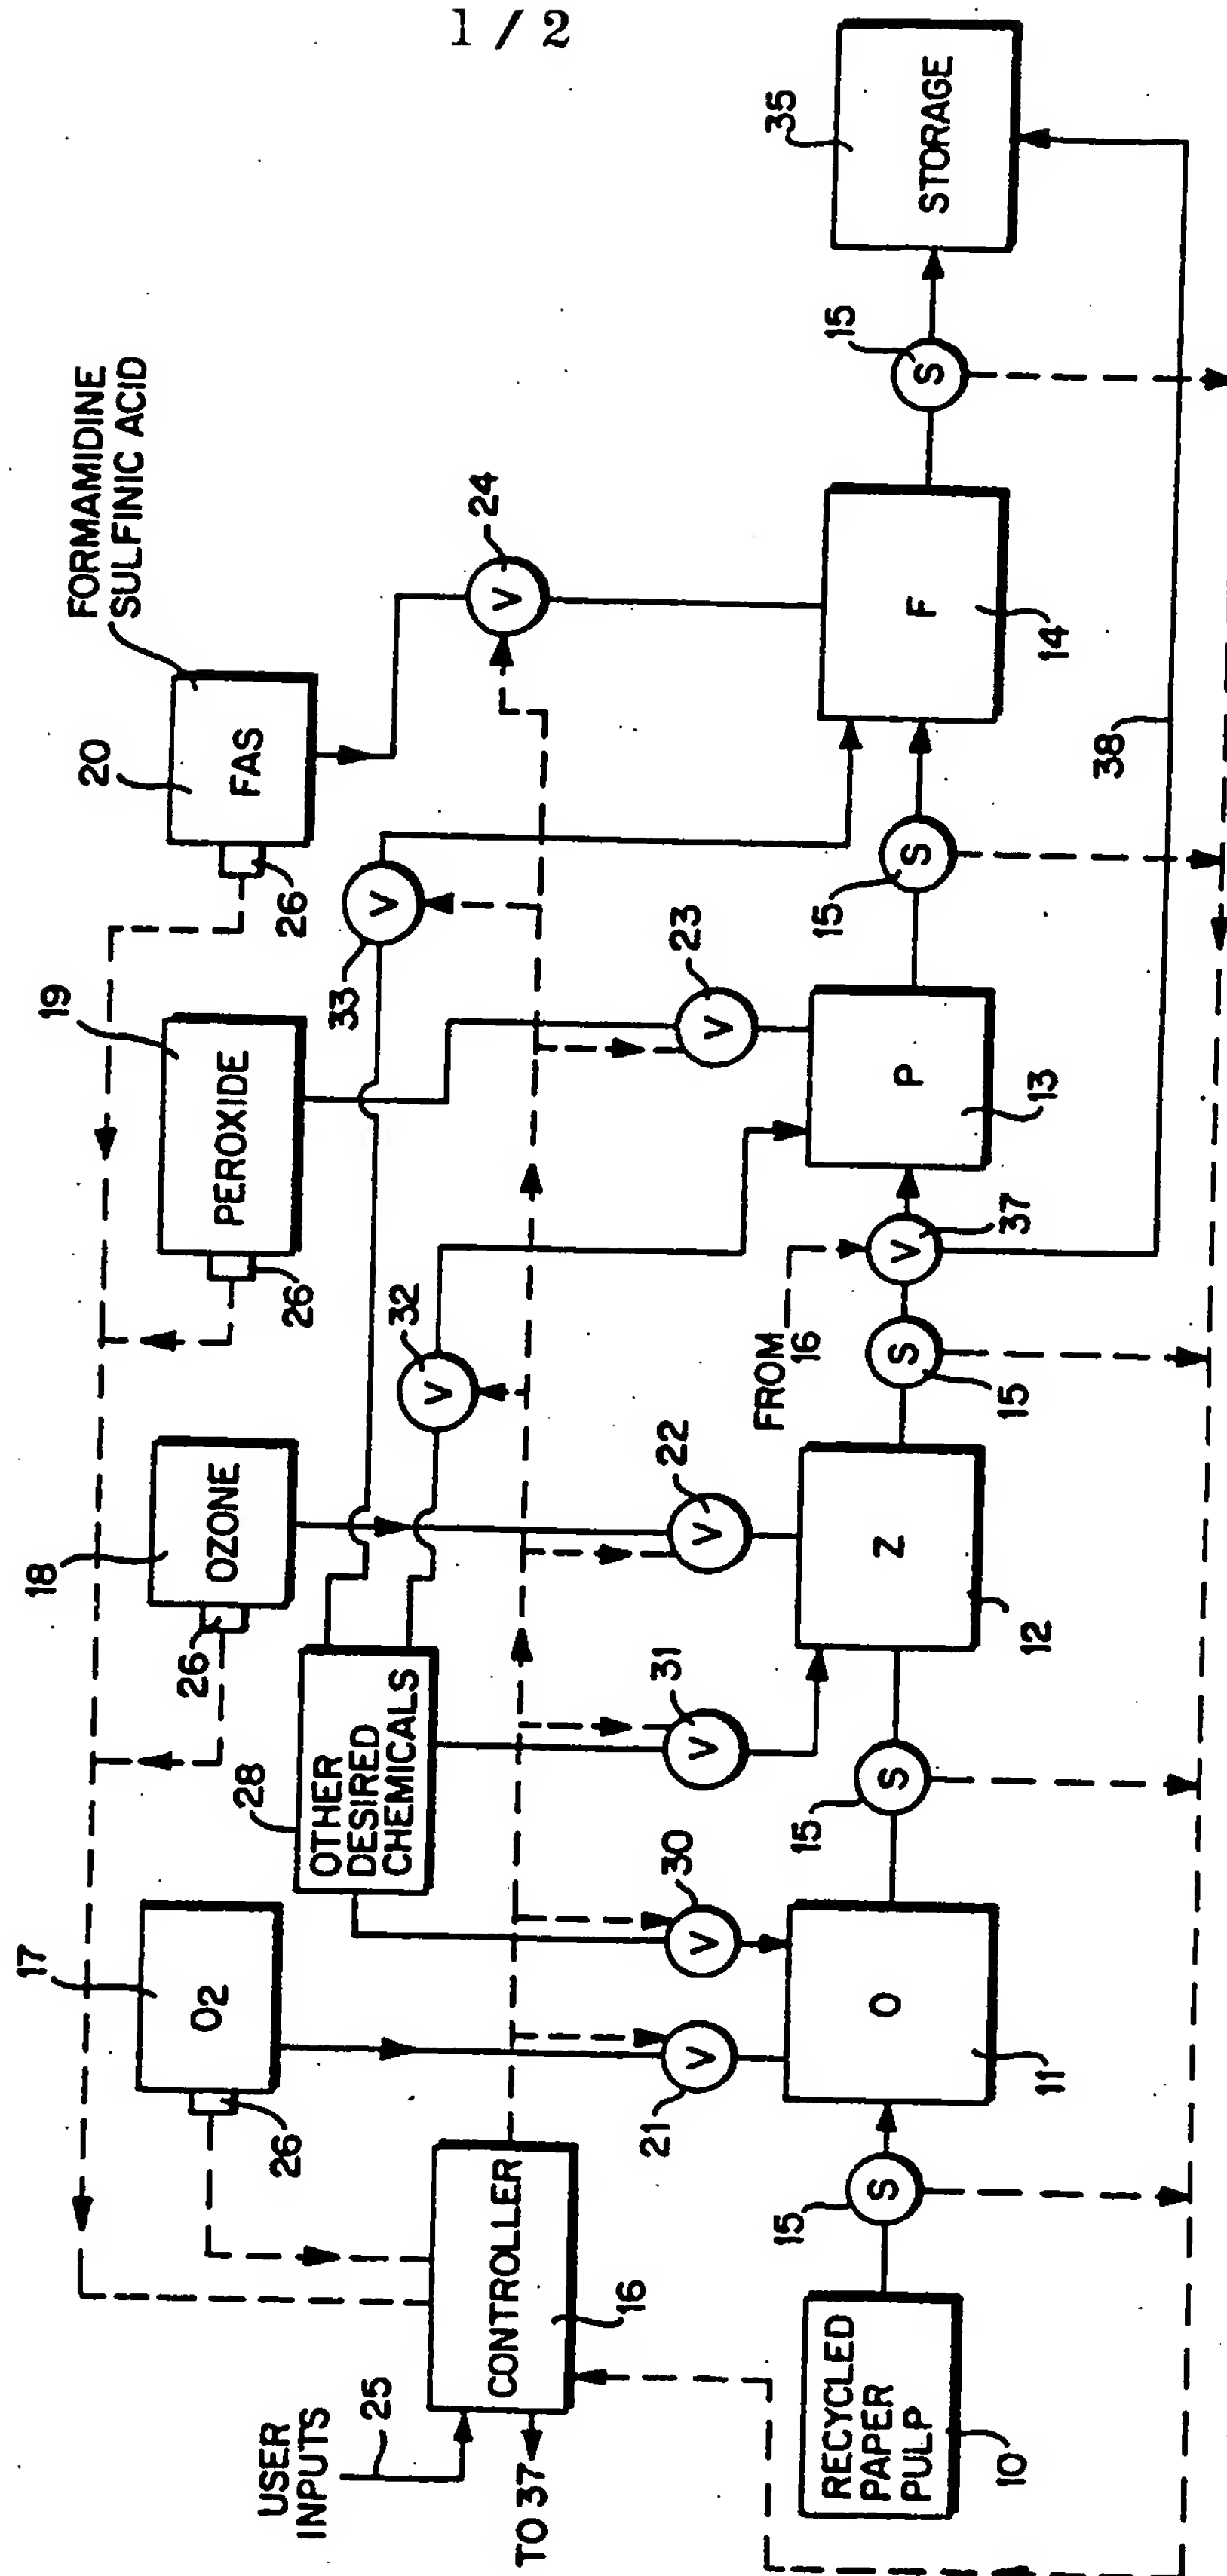 1 / 2
FORMAMIDINE
SULFINIC ACID
20
FAS
26
24
V
33
V
19
PEROXIDE
26
23
V
32
V
18
OZONE
26
22
V
28
OTHER
DESIRED
CHEMICALS
31
V
30
V
17
O2
26
21
V
USER
INPUTS
25
CONTROLLER
16
TO 37
RECYCLED
PAPER
PULP
10
15
S
O
11
15
S
Z
12
15
S
FROM
16
V
37
P
13
15
S
F
14
15
S
35
STORAGE
38